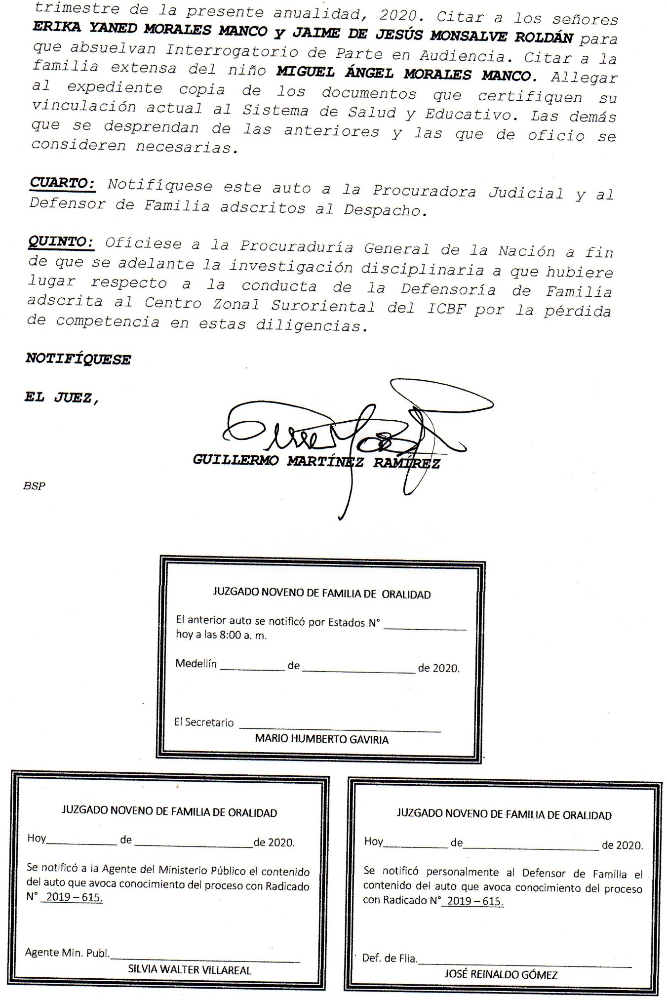 trimestre de la presente anualidad, 2020. Citar a los señores
ERIKA YANED MORALES MANCO y JAIME DE JESÚS MONSALVE ROLDÁN para
que absuelvan Interrogatorio de Parte en Audiencia. Citar a la
familia extensa del niño MIGUEL ÁNGEL MORALES MANCO. Allegar
al expediente copia de los documentos que certifiquen su
vinculación actual al Sistema de Salud y Educativo. Las demás
que se desprendan de las anteriores y las que de oficio se
consideren necesarias.
CUARTO: Notifíquese este auto a la Procuradora Judicial y al
Defensor de Familia adscritos al Despacho.
QUINTO: Ofíciese a la Procuraduría General de la Nación a fin
de que se adelante la investigación disciplinaria a que hubiere
lugar respecto a la conducta de la Defensoría de Familia
adscrita al Centro Zonal Suroriental del ICBF por la pérdida
de competencia en estas diligencias.
NOTIFÍQUESE
EL JUEZ,
GUILLERMO MARTÍNEZ RAMÍREZ
BSP
JUZGADO NOVENO DE FAMILIA DE ORALIDAD
El anterior auto se notificó por Estados N° ______________
hoy a las 8:00 a. m.
Medellín ___________ de ___________________ de 2020.
El Secretario __________________________________
MARIO HUMBERTO GAVIRIA
JUZGADO NOVENO DE FAMILIA DE ORALIDAD
Hoy____________ de ____________________de 2020.
Se notificó a la Agente del Ministerio Público el contenido
del auto que avoca conocimiento del proceso con Radicado
N° 2019 – 615.
Agente Min. Publ.________________________________
SILVIA WALTER VILLAREAL
JUZGADO NOVENO DE FAMILIA DE ORALIDAD
Hoy___________ de_______________________ de 2020.
Se notificó personalmente al Defensor de Familia el
contenido del auto que avoca conocimiento del proceso
con Radicado N° 2019 – 615.
Def. de Flia.____________________________________
JOSÉ REINALDO GÓMEZ